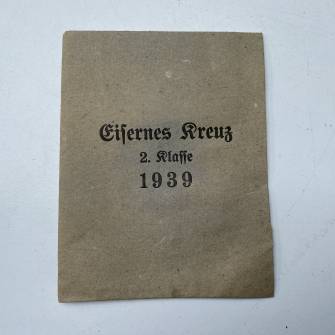 Eiſernes Kreuz
2. Klaſſe
1939